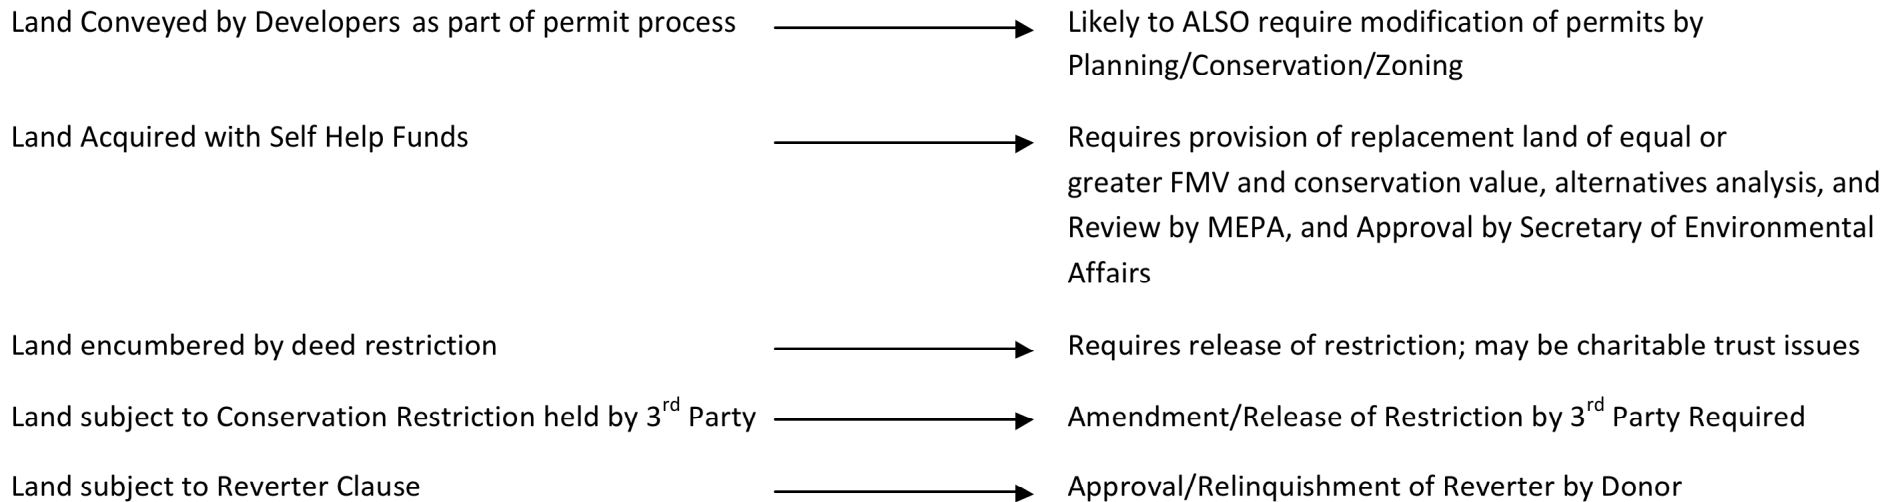 Land Conveyed by Developers as part of permit process
Likely to ALSO require modification of permits by
Planning/Conservation/Zoning
Land Acquired with Self Help Funds
Requires provision of replacement land of equal or
greater FMV and conservation value, alternatives analysis, and
Review by MEPA, and Approval by Secretary of Environmental
Affairs
Land encumbered by deed restriction
Requires release of restriction; may be charitable trust issues
Land subject to Conservation Restriction held by 3rd Party
Amendment/Release of Restriction by 3rd Party Required
Land subject to Reverter Clause
Approval/Relinquishment of Reverter by Donor